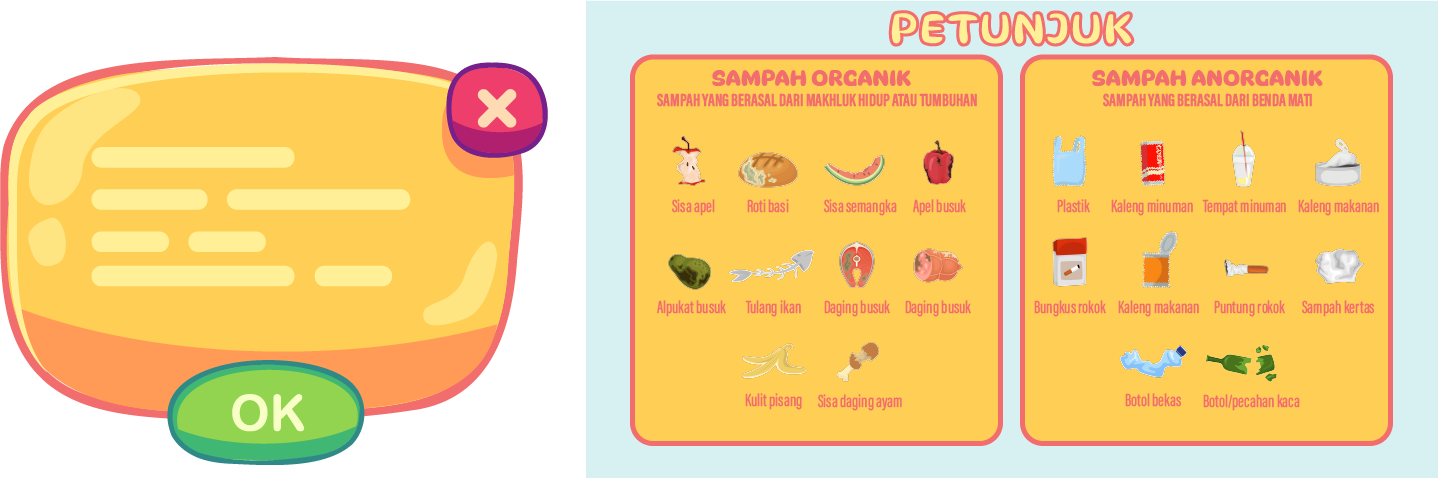 OK
PETUNJUK
SAMPAH ORGANIK
SAMPAH YANG BERASAL DARI MAKHLUK HIDUP ATAU TUMBUHAN
Sisa apel
Roti basi
Sisa semangka
Apel busuk
Alpukat busuk
Tulang ikan
Daging busuk
Daging busuk
Kulit pisang
Sisa daging ayam
SAMPAH ANORGANIK
SAMPAH YANG BERASAL DARI BENDA MATI
Plastik
Kaleng minuman
Tempat minuman
Kaleng makanan
Bungkus rokok
Kaleng makanan
Puntung rokok
Sampah kertas
Botol bekas
Botol/pecahan kaca